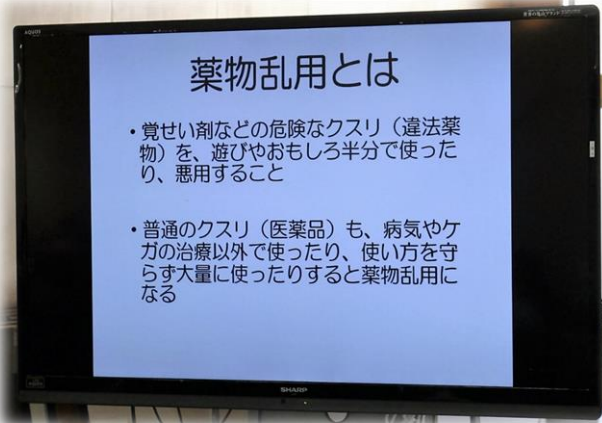 AQUOS
薬物乱用とは
・覚せい剤などの危険なクスリ（違法薬
物）を、遊びやおもしろ半分で使った
り、悪用すること
・普通のクスリ（医薬品）も、病気やケ
ガの治療以外で使ったり、使い方を守
らず大量に使ったりすると薬物乱用に
なる
SHARP